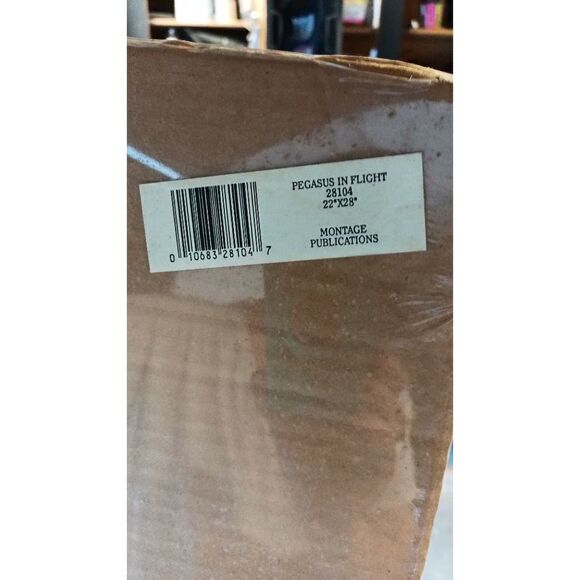 PEGASUS IN FLIGHT
28104
22"X28"
MONTAGE
PUBLICATIONS
0 10683 28104 7